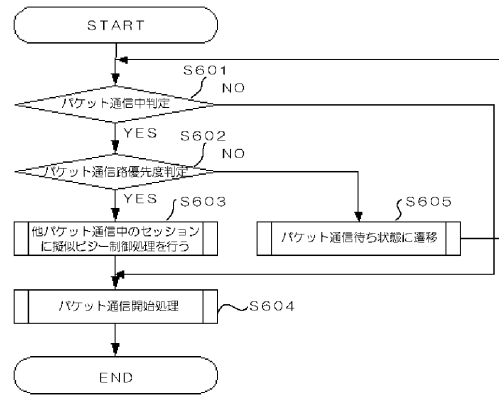 START
S601
パケット通信中判定
NO
YES
S602
パケット通信路優先度判定
NO
YES
S603
他パケット通信中のセッション
に擬似ビジー制御処理を行う
S605
パケット通信待ち状態に遷移
パケット通信開始処理
S604
END